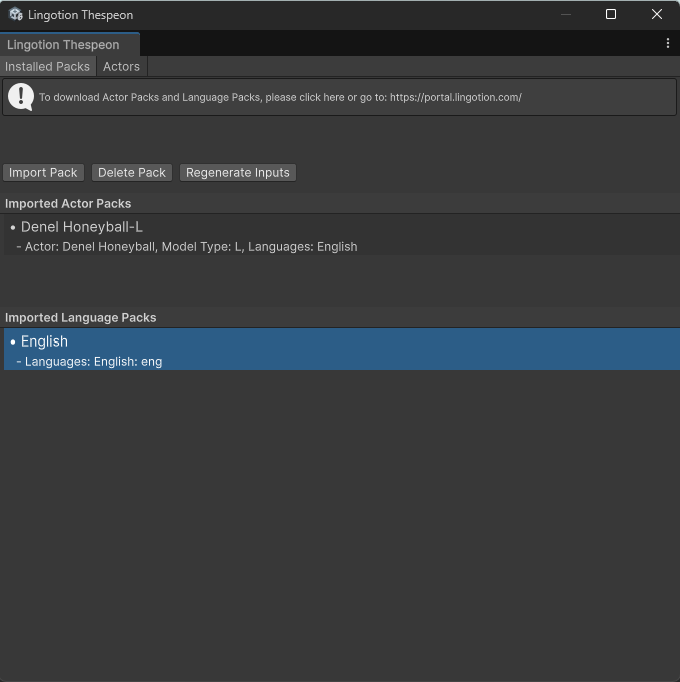 Lingotion Thespeon
Lingotion Thespeon
Installed Packs Actors
To download Actor Packs and Language Packs, please click here or go to: https://portal.lingotion.com/
Import Pack Delete Pack Regenerate Inputs
Imported Actor Packs
• Denel Honeyball-L
- Actor: Denel Honeyball, Model Type: L, Languages: English
Imported Language Packs
• English
- Languages: English: eng